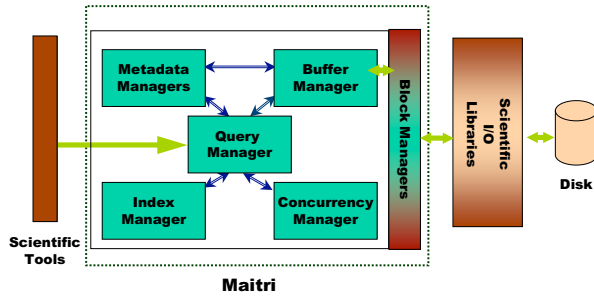 Metadata
Managers
Buffer
Manager
Query
Manager
Index
Manager
Concurrency
Manager
Block Managers
Scientific
I/O
Libraries
Disk
Scientific
Tools
Maitri